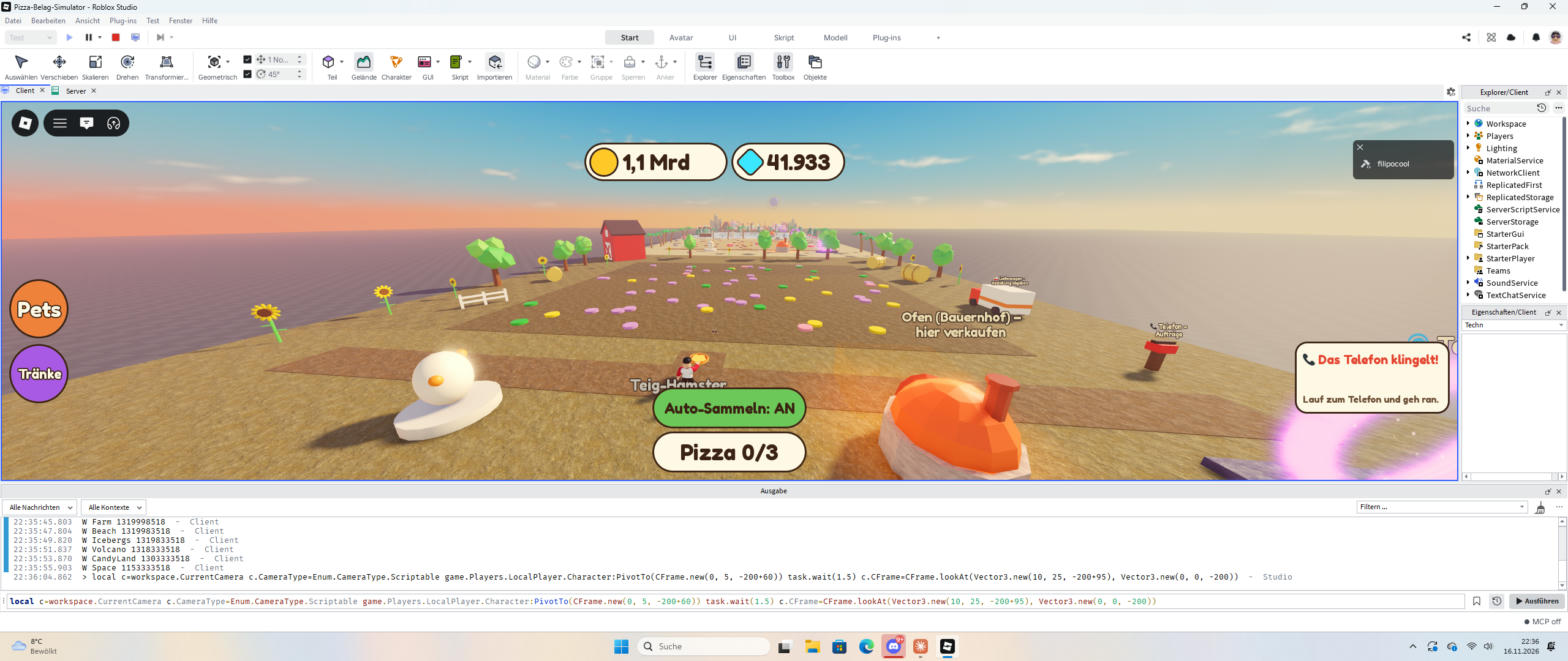 Pizza-Belag-Simulator - Roblox Studio
Datei Bearbeiten Ansicht Plug-ins Test Fenster Hilfe
Test Start Avatar UI Skript Modell Plug-ins +
Auswählen Verschieben Skalieren Drehen Transformier... Geometrisch 1 No... 45° Teil Gelände Charakter GUI Skript Importieren Material Farbe Gruppe Sperren Anker Explorer Eigenschaften Toolbox Objekte
Client Server
1,1 Mrd 41.933
filipocool
Pets
Tränke
Ofen (Bauernhof) –
hier verkaufen
Telefon –
Aufträge
Teig-Hamster
Auto-Sammeln: AN
Pizza 0/3
Das Telefon klingelt!
Lauf zum Telefon und geh ran.
Explorer/Client
Suche
Workspace
Players
Lighting
MaterialService
NetworkClient
ReplicatedFirst
ReplicatedStorage
ServerScriptService
ServerStorage
StarterGui
StarterPack
StarterPlayer
Teams
SoundService
TextChatService
Eigenschaften/Client
Techn
Ausgabe
Alle Nachrichten Alle Kontexte Filtern ...
22:35:45.803 W Farm 1319998518 - Client
22:35:47.804 W Beach 1319983518 - Client
22:35:49.820 W Icebergs 1319833518 - Client
22:35:51.837 W Volcano 1318333518 - Client
22:35:53.870 W CandyLand 1303333518 - Client
22:35:55.903 W Space 1153333518 - Client
22:36:04.862 > local c=workspace.CurrentCamera c.CameraType=Enum.CameraType.Scriptable game.Players.LocalPlayer.Character:PivotTo(CFrame.new(0, 5, -200+60)) task.wait(1.5) c.CFrame=CFrame.lookAt(Vector3.new(10, 25, -200+95), Vector3.new(0, 0, -200)) - Studio
local c=workspace.CurrentCamera c.CameraType=Enum.CameraType.Scriptable game.Players.LocalPlayer.Character:PivotTo(CFrame.new(0, 5, -200+60)) task.wait(1.5) c.CFrame=CFrame.lookAt(Vector3.new(10, 25, -200+95), Vector3.new(0, 0, -200))
Ausführen
MCP off
8°C
Bewölkt
Suche
9+
22:36
16.11.2026